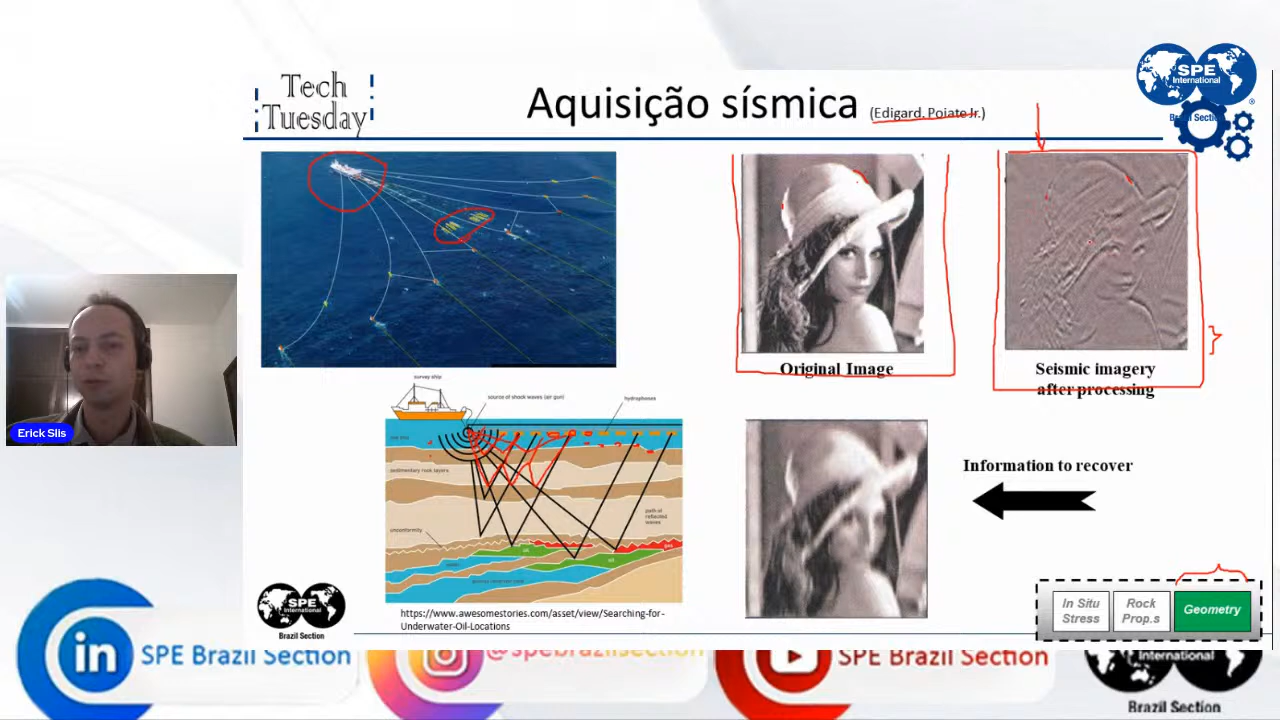 Tech
Tuesday
Aquisição sísmica (Edigard. Poiate Jr.)
SPE
International
Brazil Section
Original Image
Seismic imagery
after processing
survey ship
source of shock waves (air gun)
hydrophones
sedimentary rock layers
unconformity
path of
reflected
waves
oil
oil
gas
Information to recover
Erick Slis
https://www.awesomestories.com/asset/view/Searching-for-
Underwater-Oil-Locations
SPE
International
Brazil Section
In Situ
Stress
Rock
Prop.s
Geometry
in
SPE Brazil Section
@spebrazilsection
SPE Brazil Section
International
Brazil Section